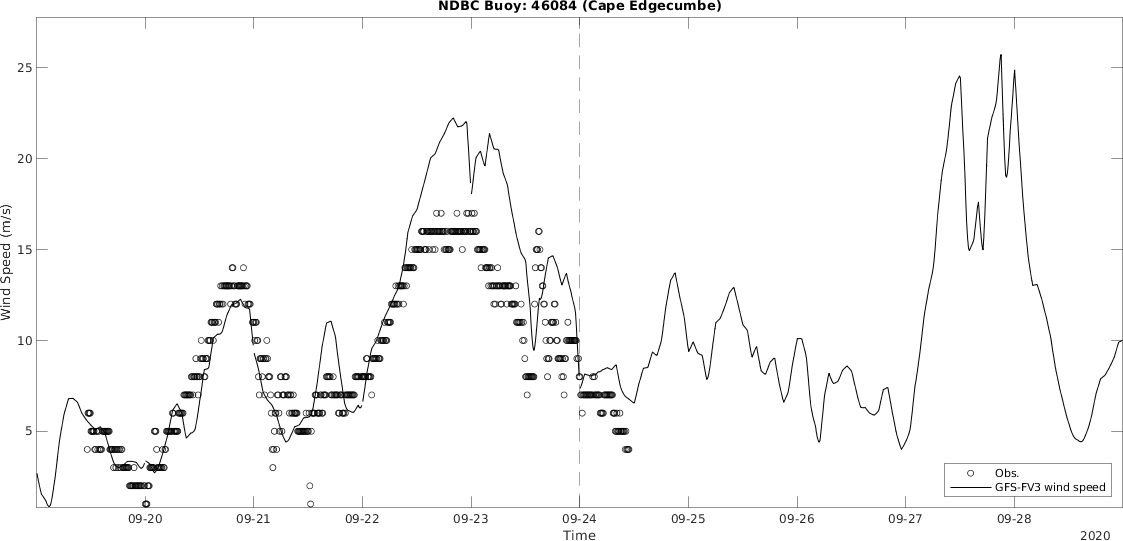 NDBC Buoy: 46084 (Cape Edgecumbe)
Wind Speed (m/s)
25
20
15
10
5
09-20 09-21 09-22 09-23 09-24 09-25 09-26 09-27 09-28
Time
2020
Obs.
GFS-FV3 wind speed